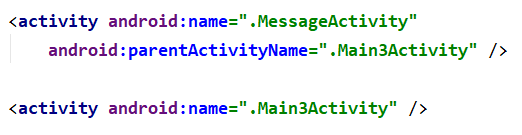 <activity android:name=".MessageActivity"
android:parentActivityName=".Main3Activity" />
<activity android:name=".Main3Activity" />